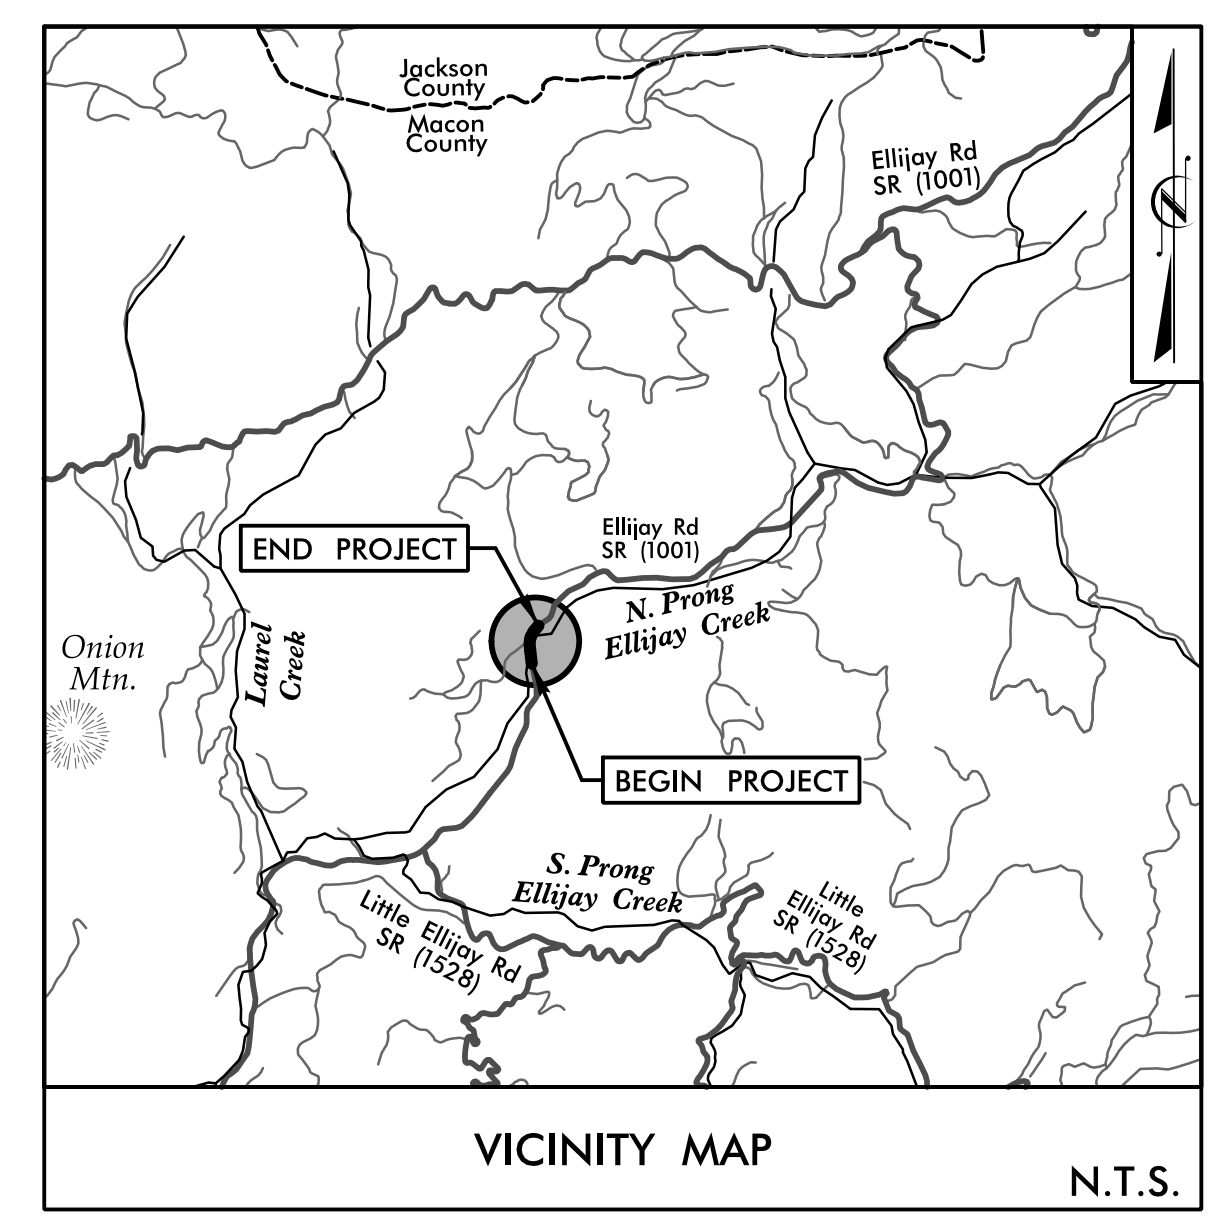 Jackson
County
Macon
County
Ellijay Rd
SR (1001)
N
END PROJECT
Ellijay Rd
SR (1001)
N. Prong
Ellijay Creek
Onion
Mtn.
Laurel
Creek
BEGIN PROJECT
S. Prong
Ellijay Creek
Little Ellijay Rd
SR (1528)
Little
Ellijay Rd
SR (1528)
VICINITY MAP
N.T.S.